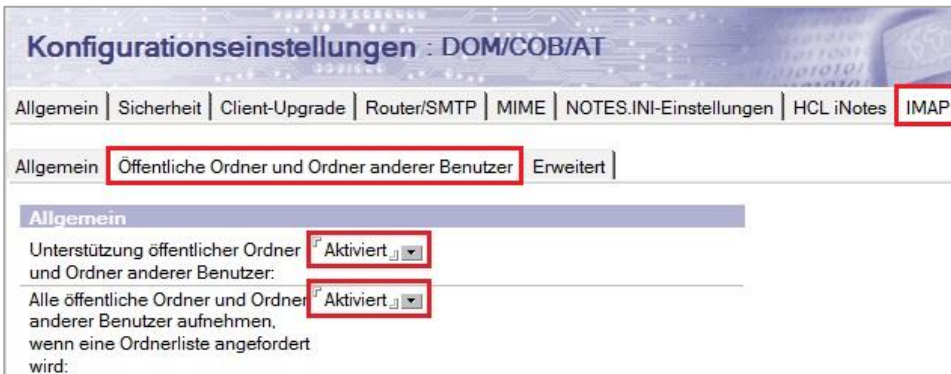 Konfigurationseinstellungen : DOM/COB/AT
Allgemein | Sicherheit | Client-Upgrade | Router/SMTP | MIME | NOTES.INI-Einstellungen | HCL iNotes | IMAP
Allgemein | Öffentliche Ordner und Ordner anderer Benutzer | Erweitert |
Allgemein
Unterstützung öffentlicher Ordner Aktiviert
und Ordner anderer Benutzer:
Alle öffentliche Ordner und Ordner Aktiviert
anderer Benutzer aufnehmen,
wenn eine Ordnerliste angefordert
wird: